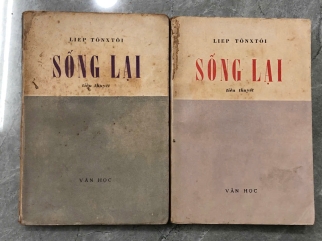 LIEP TÔNXTÔI
SỐNG LẠI
tiểu thuyết
VĂN HỌC
LIEP TÔNXTÔI
SỐNG LẠI
tiểu thuyết
VĂN HỌC